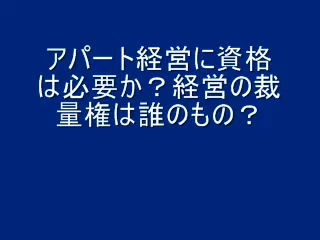 アパート経営に資格
は必要か？経営の裁
量権は誰のもの？